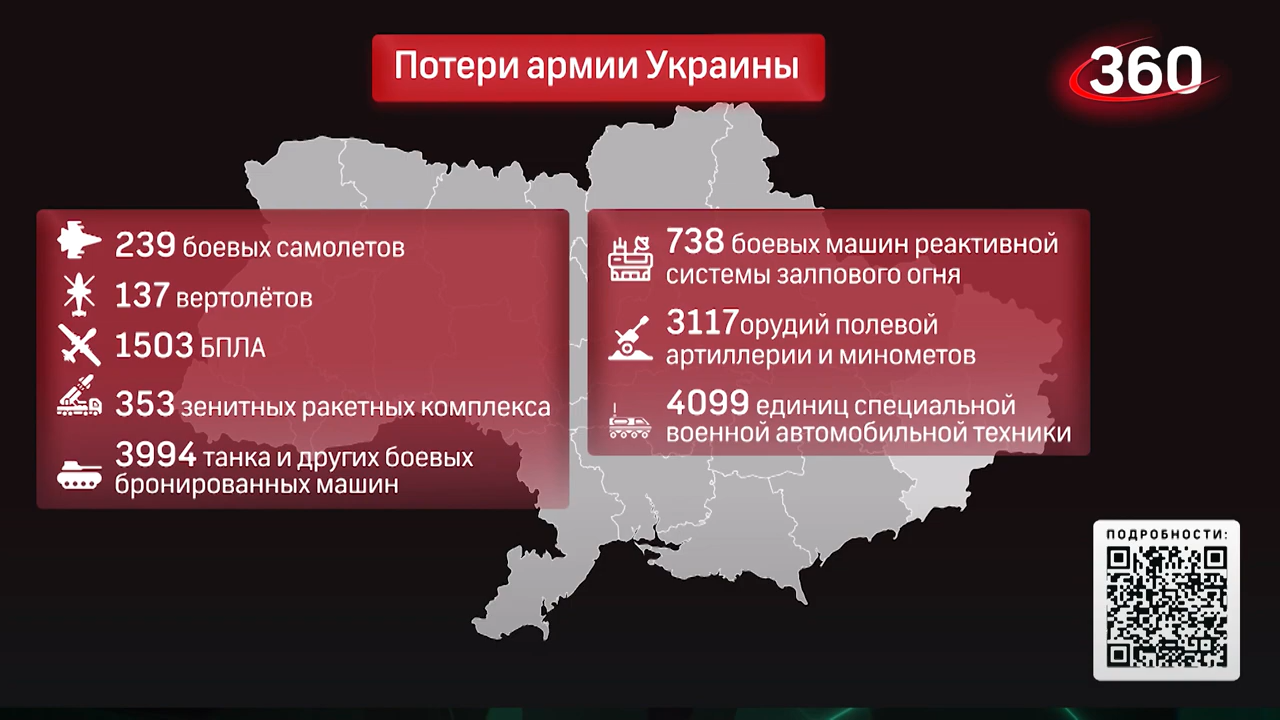 Потери армии Украины
360
239 боевых самолетов
137 вертолётов
1503 БПЛА
353 зенитных ракетных комплекса
3994 танка и других боевых
бронированных машин
738 боевых машин реактивной
системы залпового огня
3117орудий полевой
артиллерии и минометов
4099 единиц специальной
военной автомобильной техники
ПОДРОБНОСТИ: